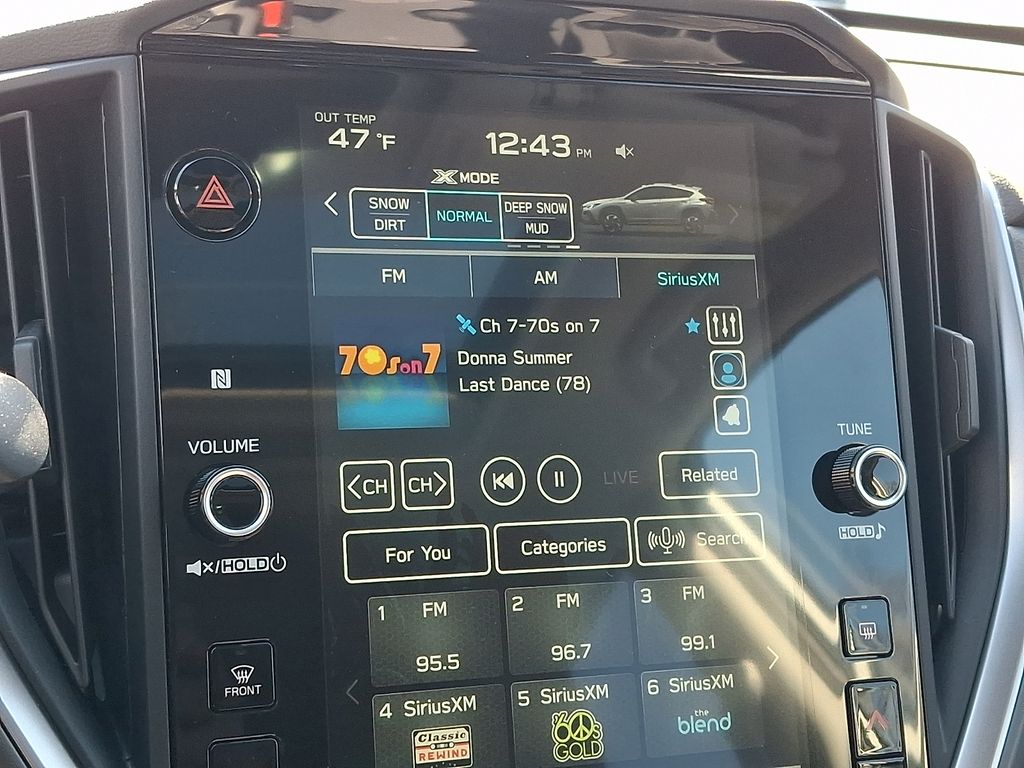 OUT TEMP
47 °F
12:43 PM
X MODE
SNOW
DIRT
NORMAL
DEEP SNOW
MUD
FM
AM
SiriusXM
Ch 7-70s on 7
70s on 7
Donna Summer
Last Dance (78)
N
VOLUME
TUNE
<CH
CH>
LIVE
Related
HOLD
/HOLD
For You
Categories
Search
1 FM
95.5
2 FM
96.7
3 FM
99.1
FRONT
4 SiriusXM
Classic
REWIND
5 SiriusXM
'60s
GOLD
6 SiriusXM
the
blend